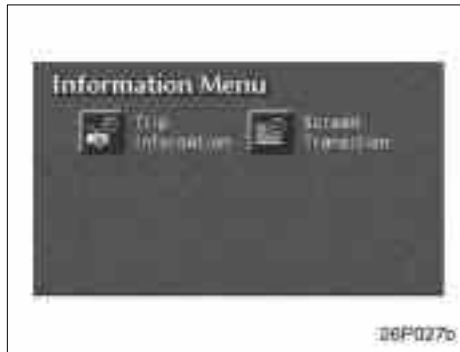 Information Menu
Trip
Information
Screen
Transition
26P027b